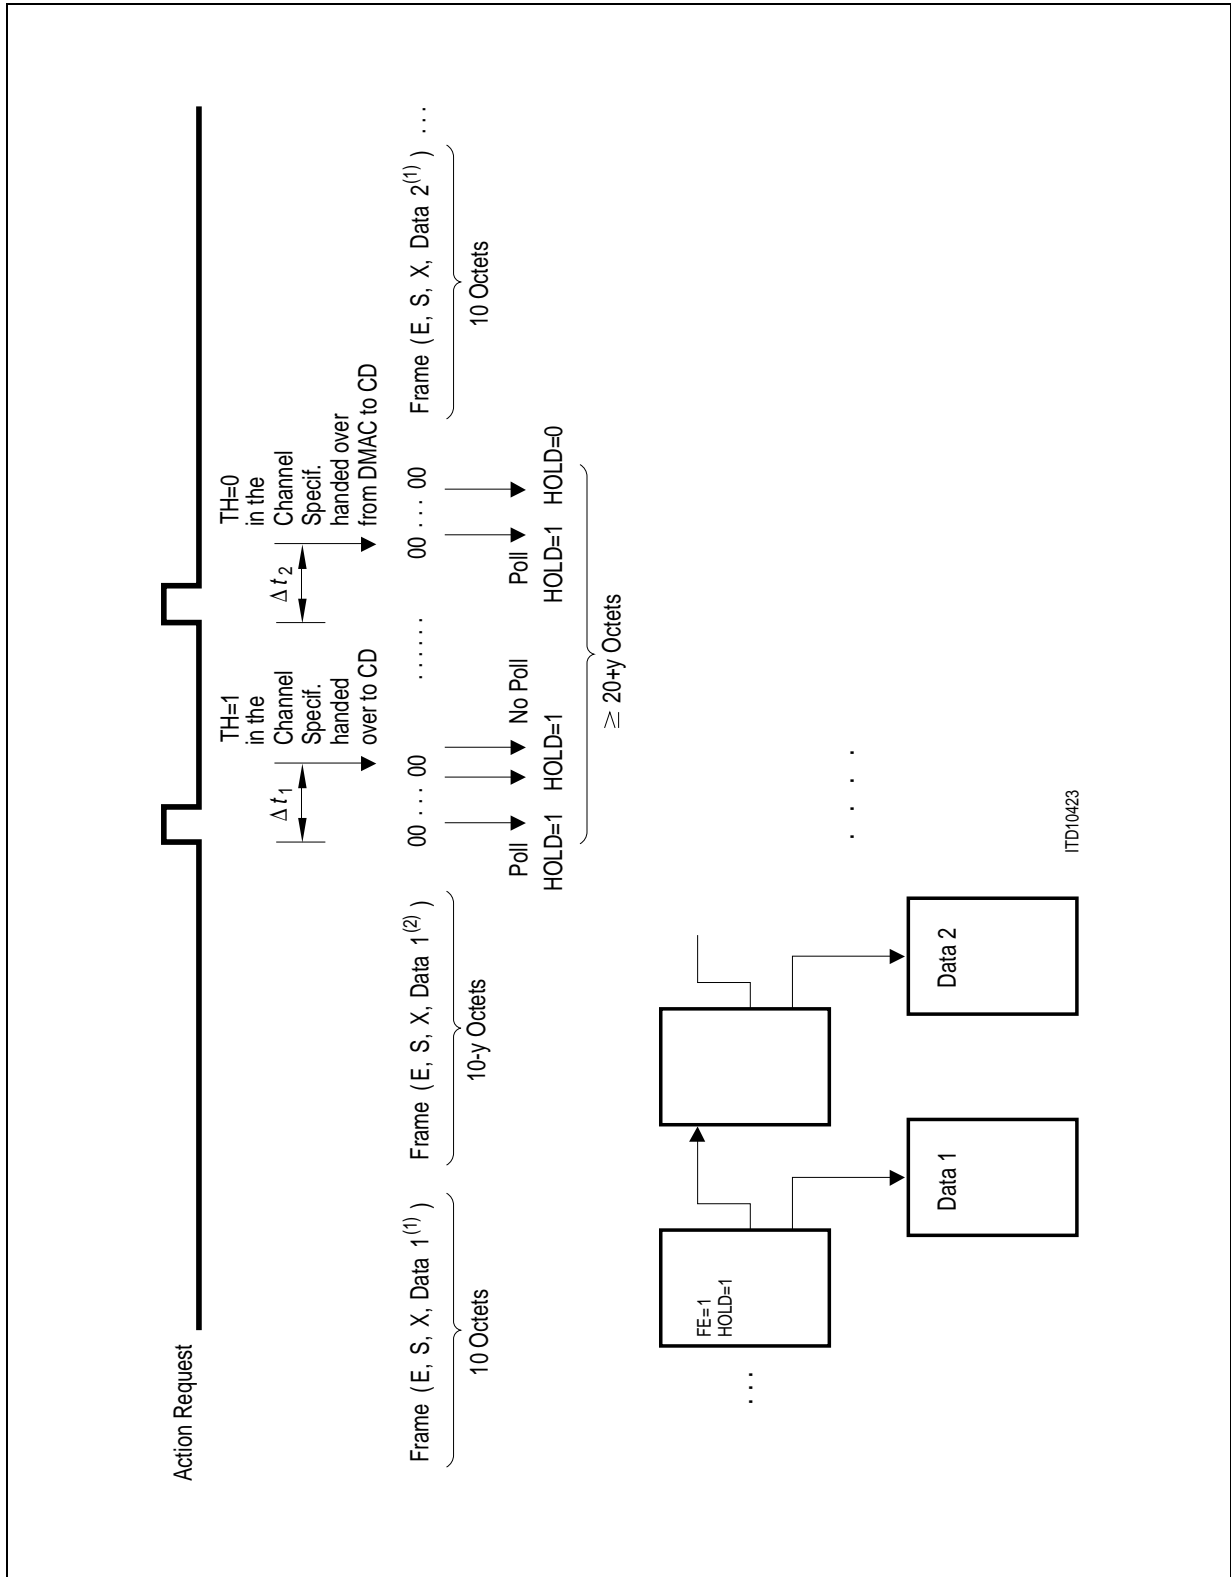 Action Request
TH=1
in the
Channel
Specif.
handed
over to CD
TH=0
in the
Channel
Specif.
handed over
from DMAC to CD
Δt1
Δt2
Frame (E, S, X, Data 1(1))
Frame (E, S, X, Data 1(2))
00 ... 00
......
00 ... 00
Frame (E, S, X, Data 2(1)) ...
10 Octets
10-y Octets
10 Octets
Poll
HOLD=1
HOLD=1
No Poll
Poll
HOLD=1
HOLD=0
≥ 20+y Octets
...
FE=1
HOLD=1
. . . .
Data 1
Data 2
ITD10423